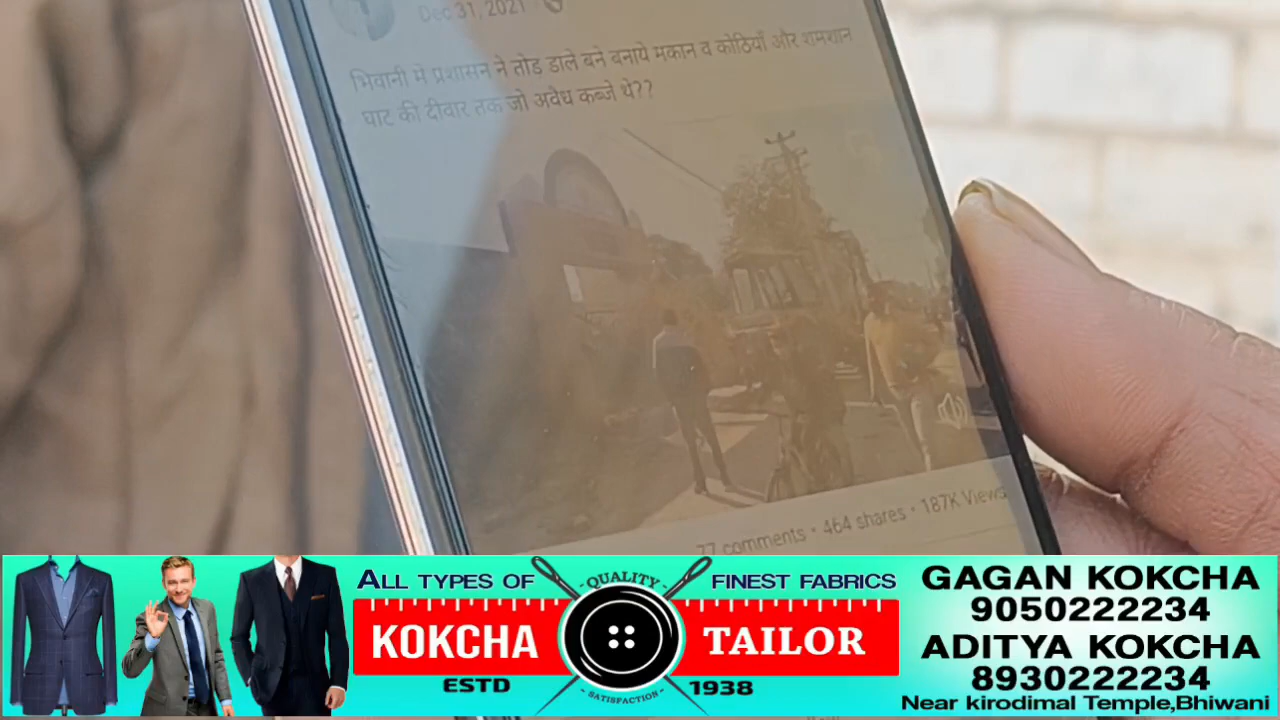 Dec 31, 2021
भिवानी में प्रशासन ने तोड़ डाले बने बनाये मकान व कोठियाँ और शमशान
घाट की दीवार तक जो अवैध कब्जे थे??
77 comments • 464 shares • 187K Views
ALL TYPES OF
QUALITY
FINEST FABRICS
KOKCHA
TAILOR
ESTD
SATISFACTION
1938
GAGAN KOKCHA
9050222234
ADITYA KOKCHA
8930222234
Near kirodimal Temple,Bhiwani